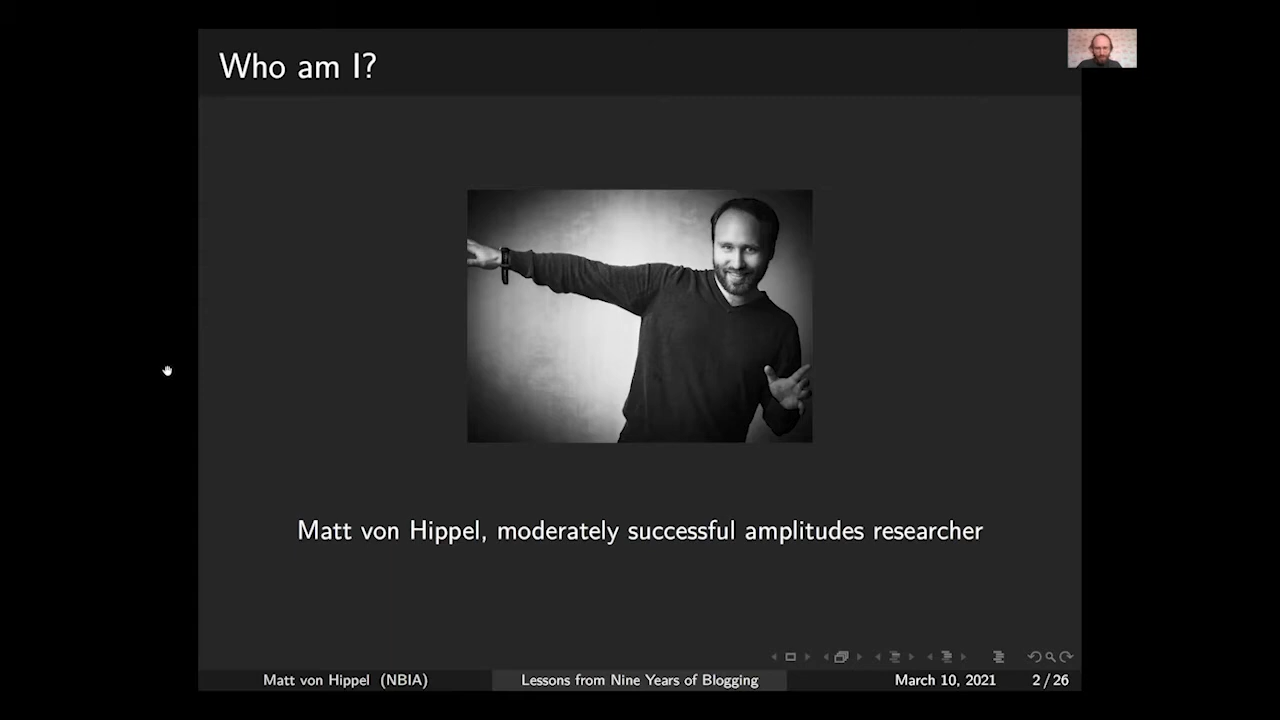 Who am I?
Matt von Hippel, moderately successful amplitudes researcher
Matt von Hippel (NBIA)
Lessons from Nine Years of Blogging
March 10, 2021
2 / 26